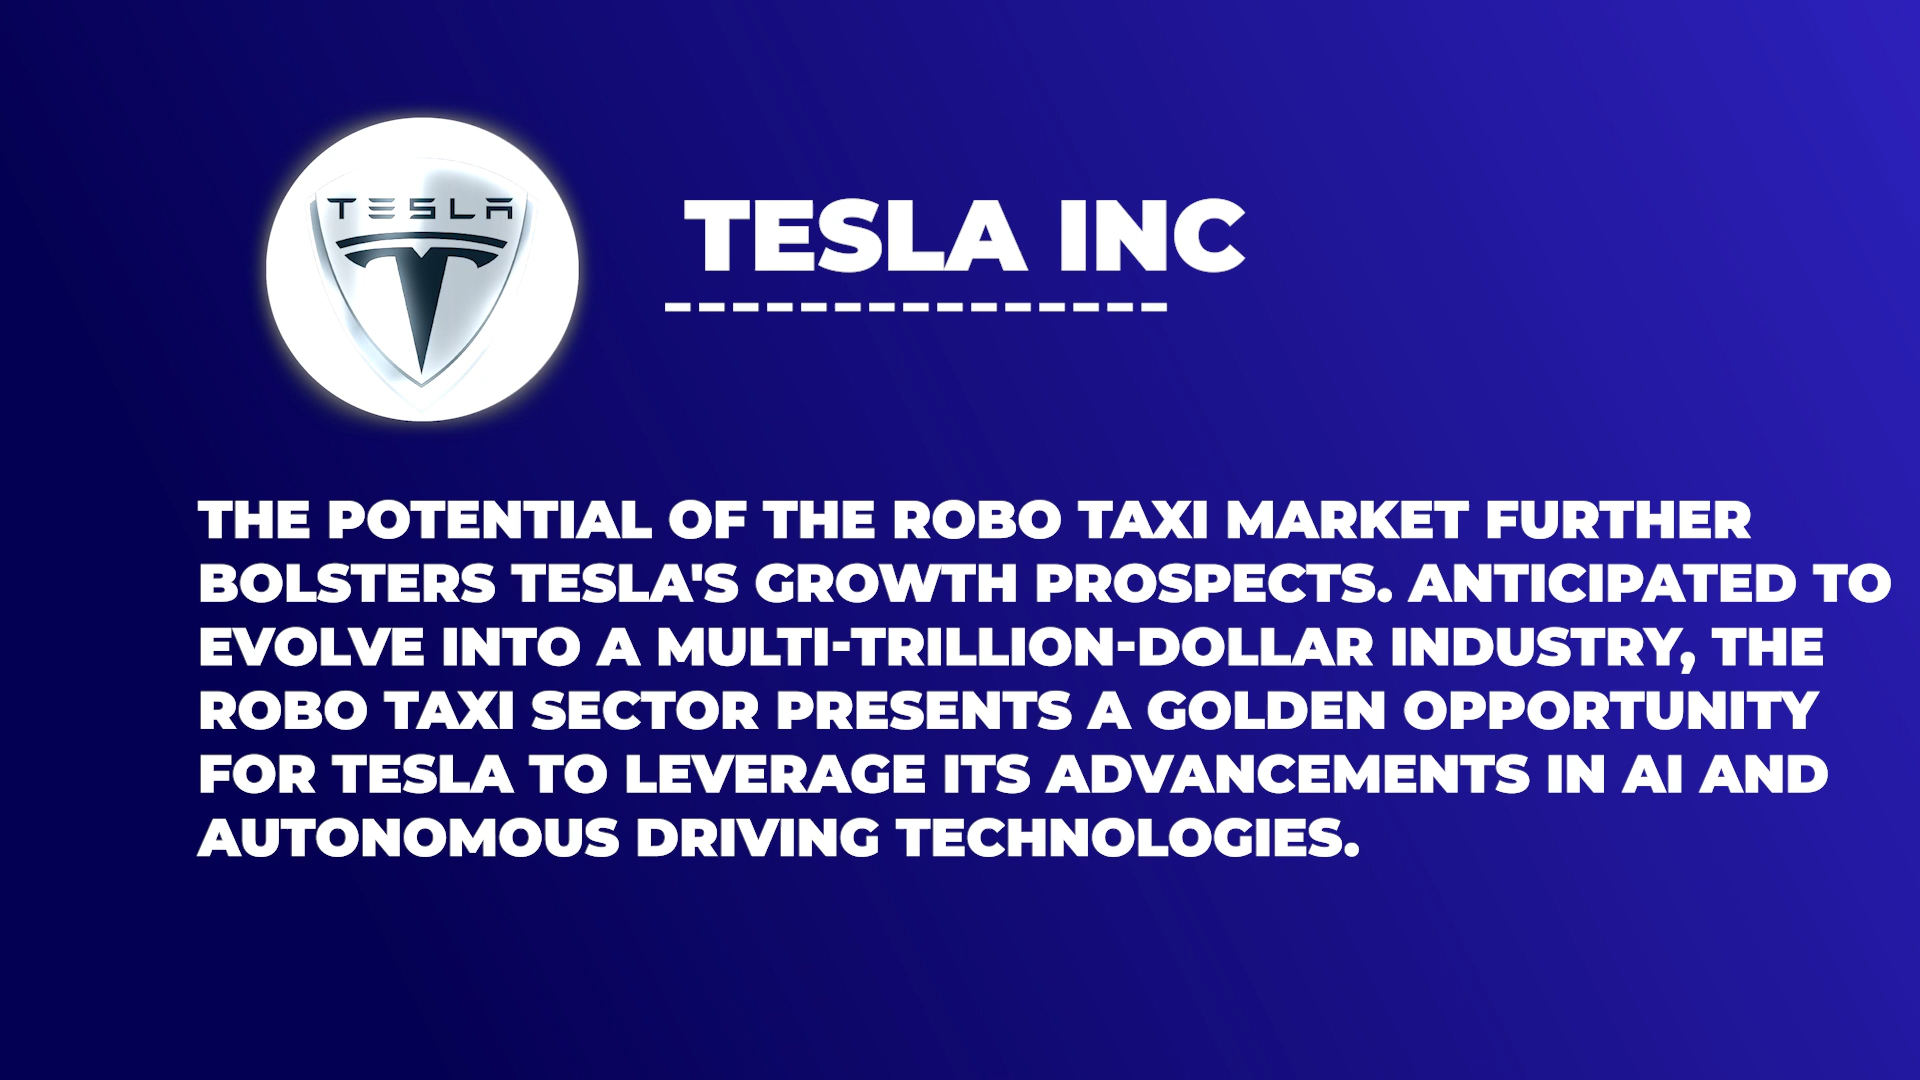 TESLA
TESLA INC
THE POTENTIAL OF THE ROBO TAXI MARKET FURTHER
BOLSTERS TESLA'S GROWTH PROSPECTS. ANTICIPATED TO
EVOLVE INTO A MULTI-TRILLION-DOLLAR INDUSTRY, THE
ROBO TAXI SECTOR PRESENTS A GOLDEN OPPORTUNITY
FOR TESLA TO LEVERAGE ITS ADVANCEMENTS IN AI AND
AUTONOMOUS DRIVING TECHNOLOGIES.